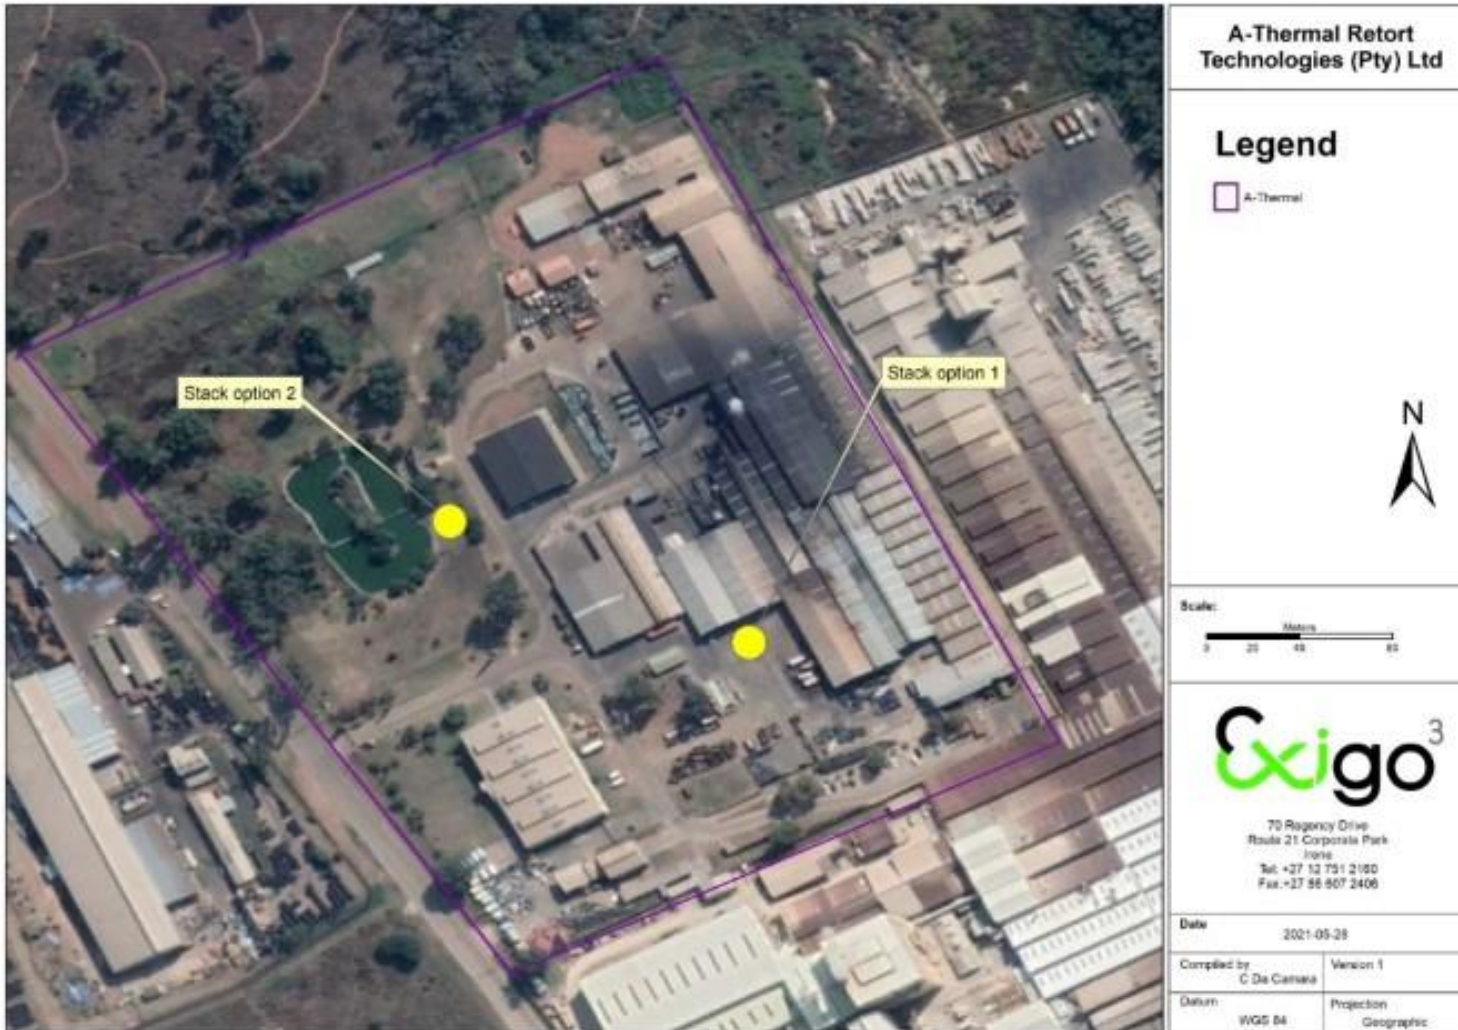 A-Thermal Retort
Technologies (Pty) Ltd
Legend
A-Thermal
Stack option 2
Stack option 1
N
Scale:
Meters
0 20 40 80
exigo3
70 Regency Drive
Route 21 Corporate Park
Irene
Tel: +27 12 751 2160
Fax: +27 86 607 2406
Date
2021-05-28
Compiled by
C Da Camara
Version 1
Datum
WGS 84
Projection
Geographic